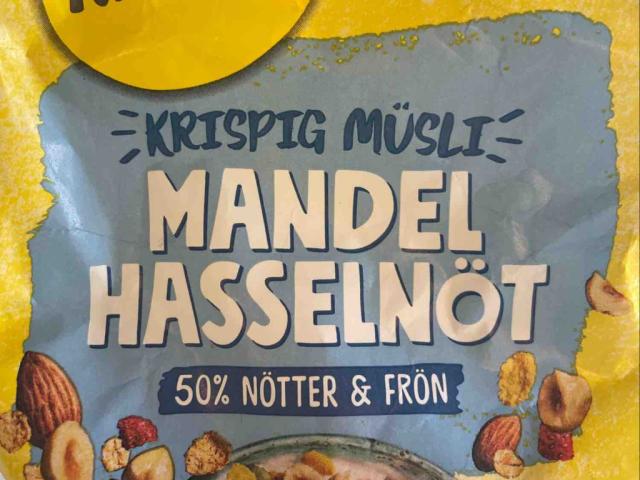 KRISPIG MÜSLI
MANDEL
HASSELNÖT
50% NÖTTER & FRÖN